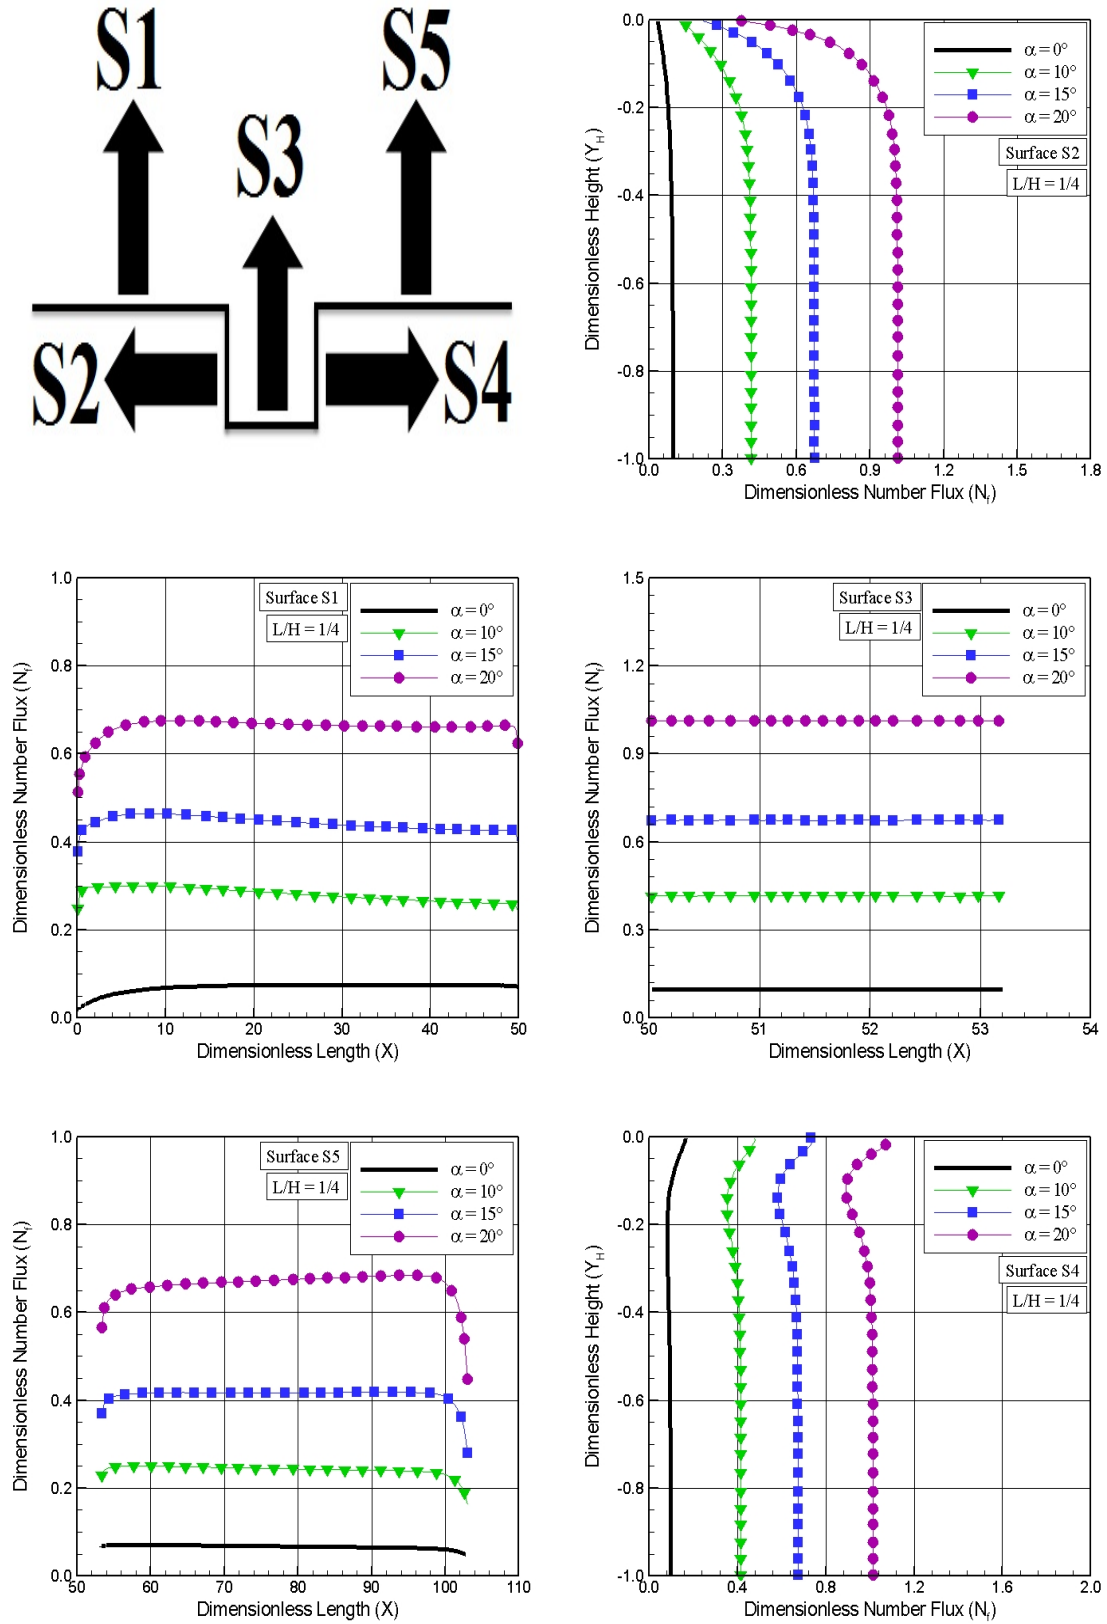 S1
S5
S3
S2
S4
0.0
-0.2
-0.4
-0.6
-0.8
-1.0
Dimensionless Height (Y_H)
α = 0°
α = 10°
α = 15°
α = 20°
Surface S2
L/H = 1/4
0.0 0.3 0.6 0.9 1.2 1.5 1.8
Dimensionless Number Flux (N_f)
1.0
0.8
0.6
0.4
0.2
0.0
Dimensionless Number Flux (N_f)
Surface S1
L/H = 1/4
α = 0°
α = 10°
α = 15°
α = 20°
0 10 20 30 40 50
Dimensionless Length (X)
1.5
1.2
0.9
0.6
0.3
0.0
Dimensionless Number Flux (N_f)
Surface S3
L/H = 1/4
α = 0°
α = 10°
α = 15°
α = 20°
50 51 52 53 54
Dimensionless Length (X)
1.0
0.8
0.6
0.4
0.2
0.0
Dimensionless Number Flux (N_f)
Surface S5
L/H = 1/4
α = 0°
α = 10°
α = 15°
α = 20°
50 60 70 80 90 100 110
Dimensionless Length (X)
0.0
-0.2
-0.4
-0.6
-0.8
-1.0
Dimensionless Height (Y_H)
α = 0°
α = 10°
α = 15°
α = 20°
Surface S4
L/H = 1/4
0.0 0.4 0.8 1.2 1.6 2.0
Dimensionless Number Flux (N_f)